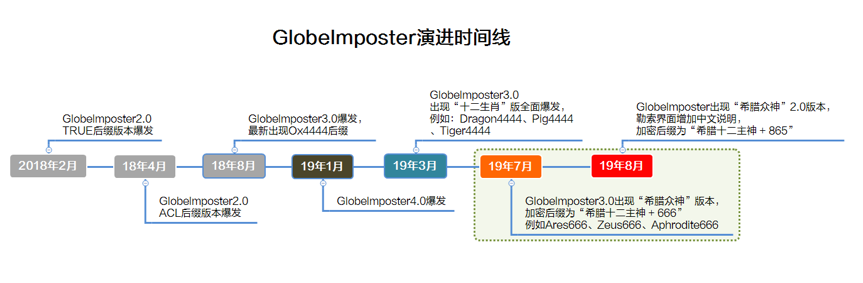 GlobeImposter演进时间线
GlobeImposter2.0
TRUE后缀版本爆发
GlobeImposter3.0爆发，
最新出现Ox4444后缀
GlobeImposter3.0
出现“十二生肖”版全面爆发，
例如：Dragon4444、Pig4444
、Tiger4444
GlobeImposter出现“希腊众神”2.0版本，
勒索界面增加中文说明，
加密后缀为“希腊十二主神 + 865”
2018年2月
18年4月
18年8月
19年1月
19年3月
19年7月
19年8月
GlobeImposter2.0
ACL后缀版本爆发
GlobeImposter4.0爆发
GlobeImposter3.0出现“希腊众神”版本，
加密后缀为“希腊十二主神 + 666”
例如Ares666、Zeus666、Aphrodite666